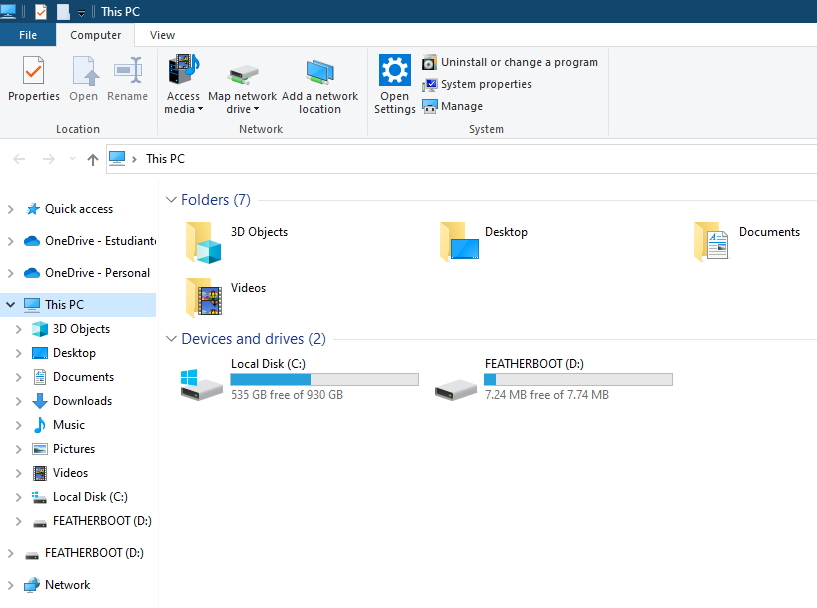 This PC
File
Computer
View
Properties
Open
Rename
Access
media
Map network
drive
Add a network
location
Open
Settings
Uninstall or change a program
System properties
Manage
Location
Network
System
This PC
Quick access
OneDrive - Estudiante
OneDrive - Personal
This PC
3D Objects
Desktop
Documents
Downloads
Music
Pictures
Videos
Local Disk (C:)
FEATHERBOOT (D:)
FEATHERBOOT (D:)
Network
Folders (7)
3D Objects
Desktop
Documents
Videos
Devices and drives (2)
Local Disk (C:)
535 GB free of 930 GB
FEATHERBOOT (D:)
7.24 MB free of 7.74 MB